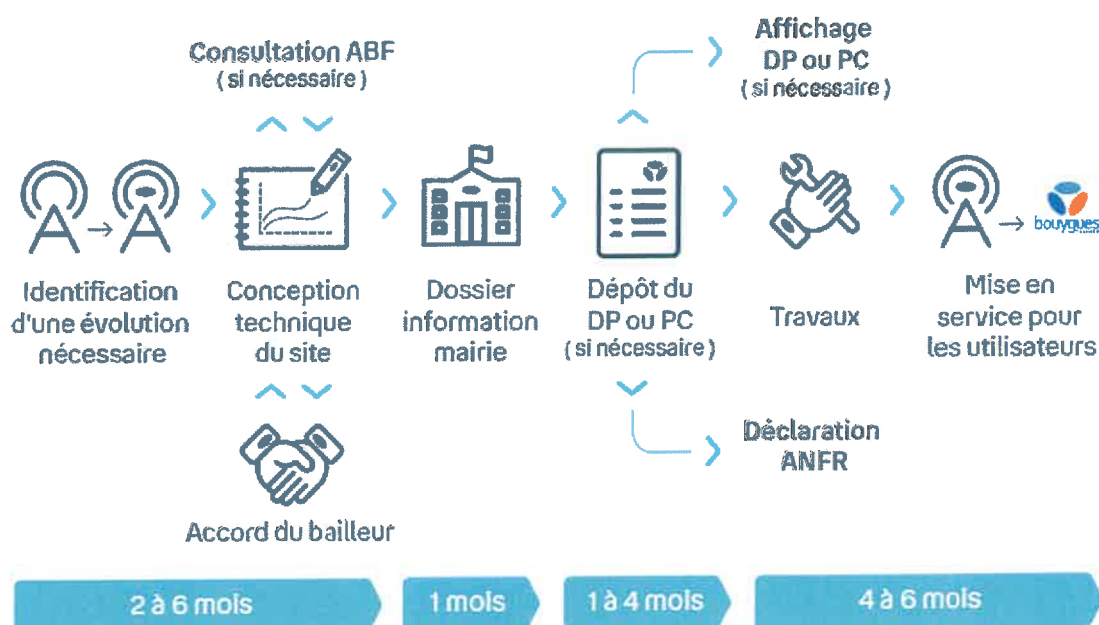 Consultation ABF
( si nécessaire )
Affichage
DP ou PC
( si nécessaire )
bouygues
Identification
d'une évolution
nécessaire
Conception
technique
du site
Dossier
information
mairie
Dépôt du
DP ou PC
( si nécessaire )
Travaux
Mise en
service pour
les utilisateurs
Accord du bailleur
Déclaration
ANFR
2 à 6 mois
1 mois
1 à 4 mois
4 à 6 mois